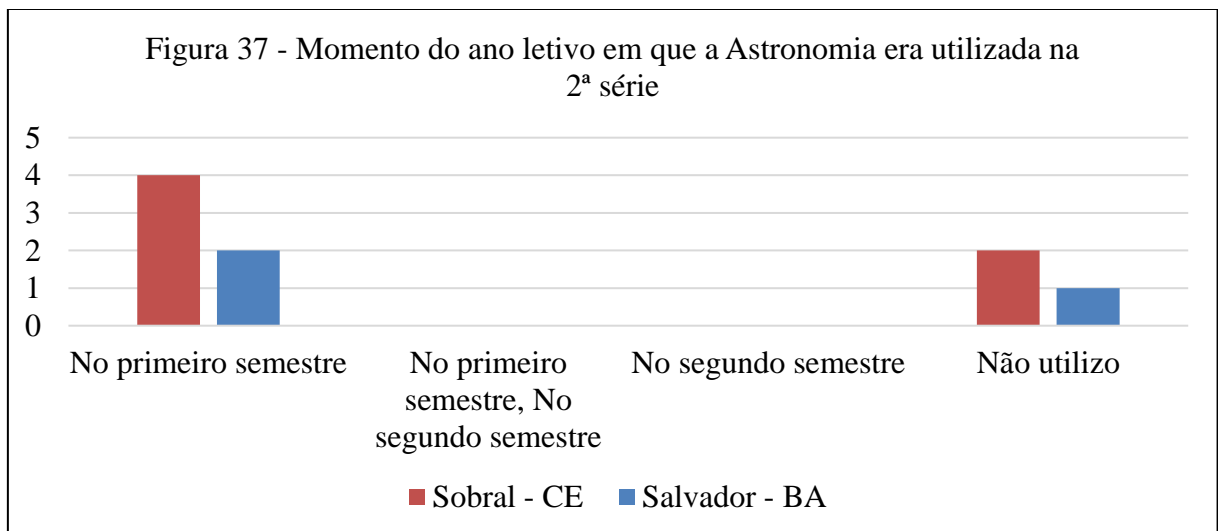 Figura 37 - Momento do ano letivo em que a Astronomia era utilizada na
2ª série
5
4
3
2
1
0
No primeiro semestre
No primeiro
semestre, No
segundo semestre
No segundo semestre
Não utilizo
Sobral - CE
Salvador - BA